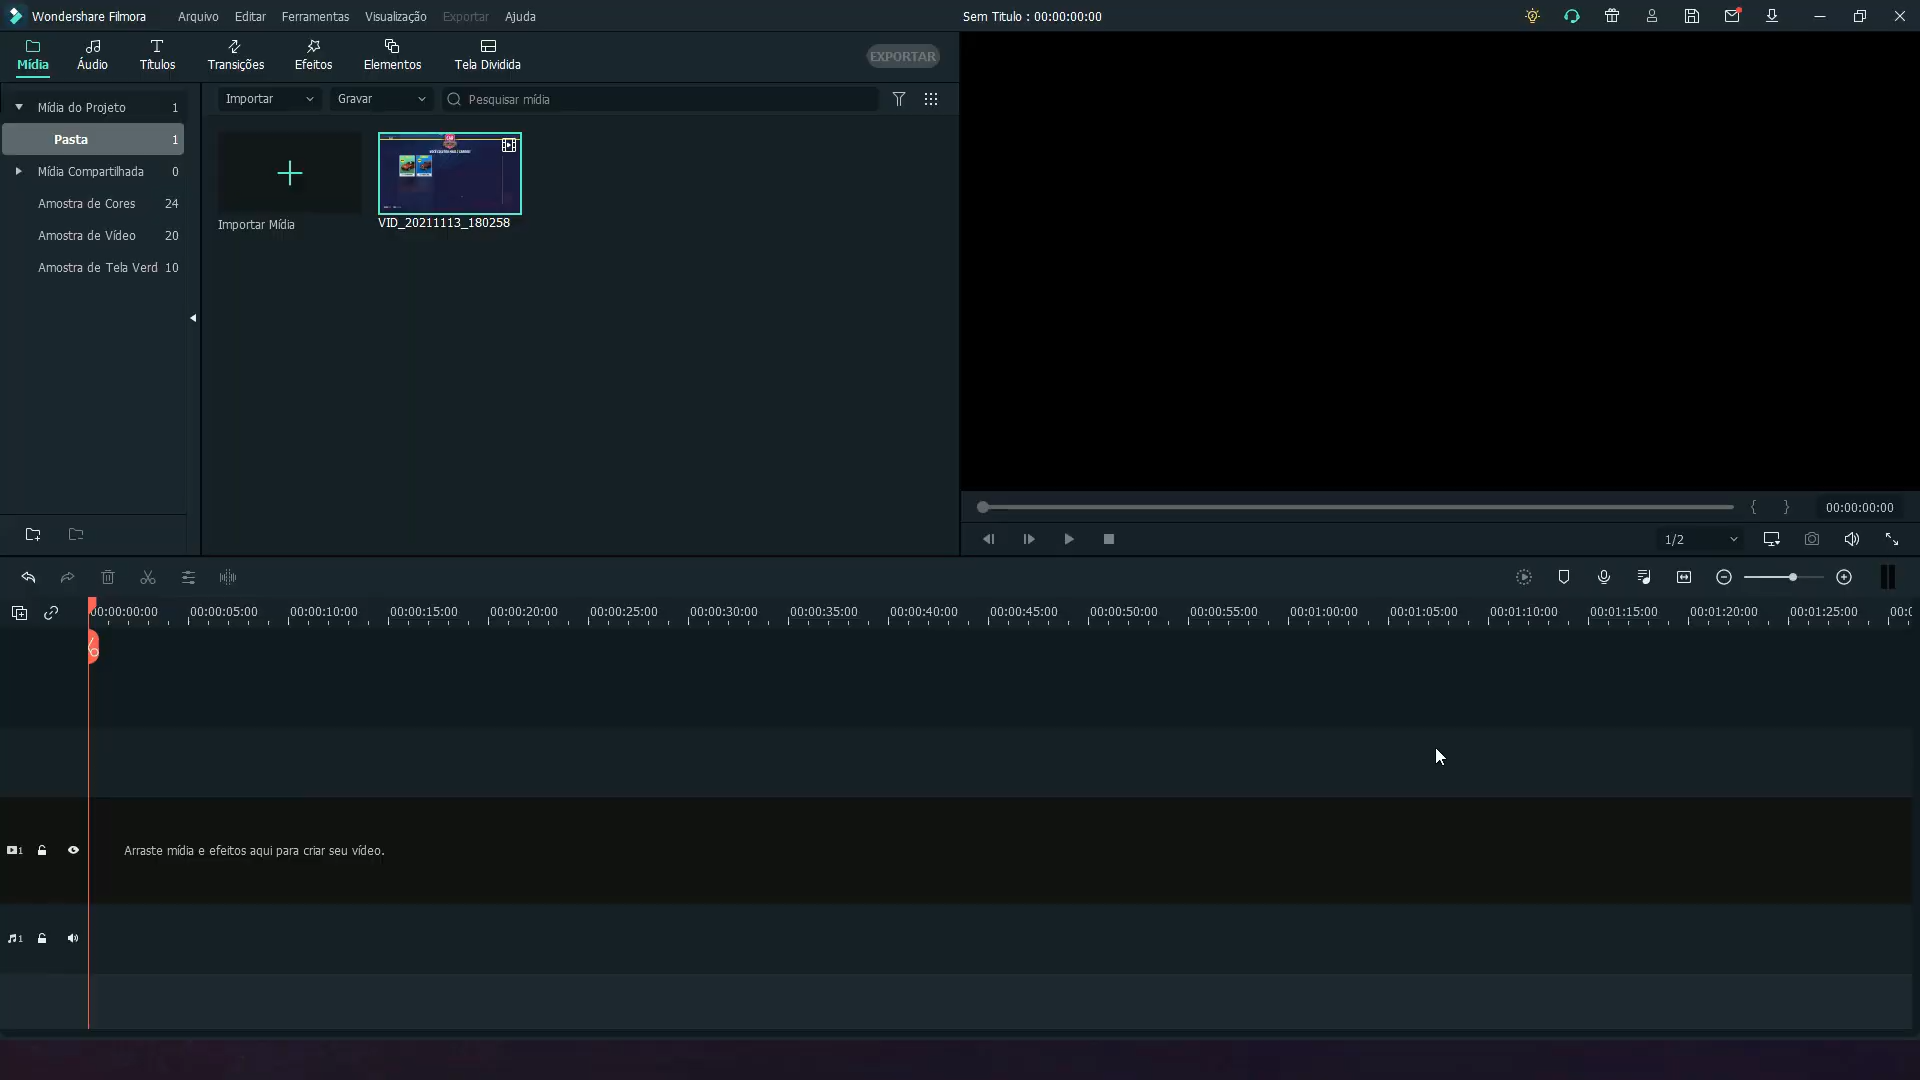 Wondershare Filmora
Arquivo
Editar
Ferramentas
Visualização
Exportar
Ajuda
Sem Titulo : 00:00:00:00
Mídia
Áudio
Títulos
Transições
Efeitos
Elementos
Tela Dividida
EXPORTAR
Mídia do Projeto 1
Pasta 1
Mídia Compartilhada 0
Amostra de Cores 24
Amostra de Vídeo 20
Amostra de Tela Verd 10
Importar
Gravar
Pesquisar mídia
Importar Mídia
VID_20211113_180258
{ } 00:00:00:00
1/2
00:00:00:00 00:00:05:00 00:00:10:00 00:00:15:00 00:00:20:00 00:00:25:00 00:00:30:00 00:00:35:00 00:00:40:00 00:00:45:00 00:00:50:00 00:00:55:00 00:01:00:00 00:01:05:00 00:01:10:00 00:01:15:00 00:01:20:00 00:01:25:00 00:0
1
Arraste mídia e efeitos aqui para criar seu vídeo.
1